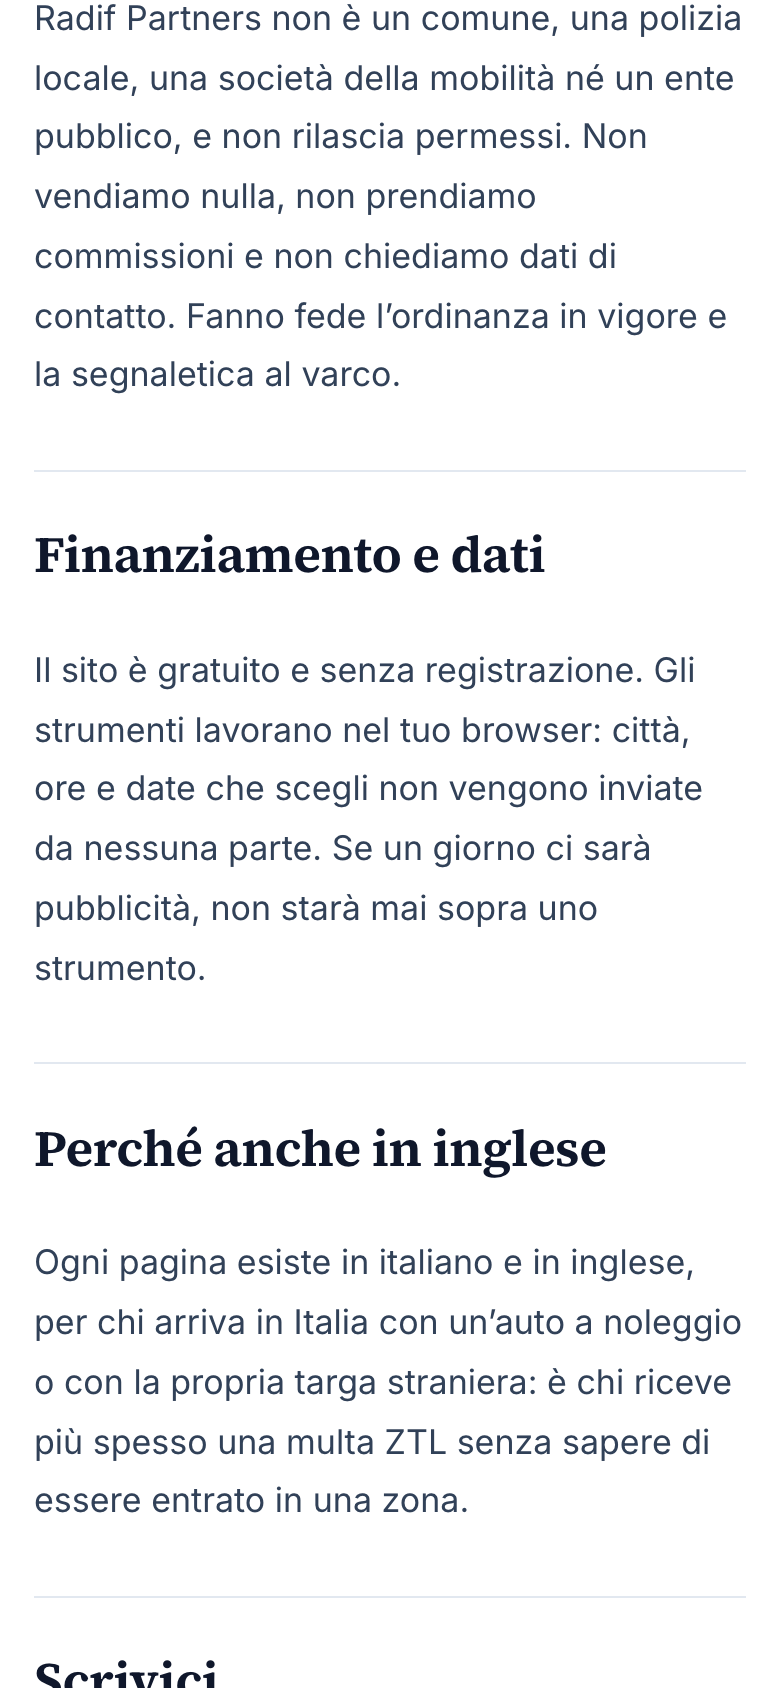 Radif Partners non è un comune, una polizia
locale, una società della mobilità né un ente
pubblico, e non rilascia permessi. Non
vendiamo nulla, non prendiamo
commissioni e non chiediamo dati di
contatto. Fanno fede l’ordinanza in vigore e
la segnaletica al varco.
Finanziamento e dati
Il sito è gratuito e senza registrazione. Gli
strumenti lavorano nel tuo browser: città,
ore e date che scegli non vengono inviate
da nessuna parte. Se un giorno ci sarà
pubblicità, non starà mai sopra uno
strumento.
Perché anche in inglese
Ogni pagina esiste in italiano e in inglese,
per chi arriva in Italia con un’auto a noleggio
o con la propria targa straniera: è chi riceve
più spesso una multa ZTL senza sapere di
essere entrato in una zona.
Scrivici